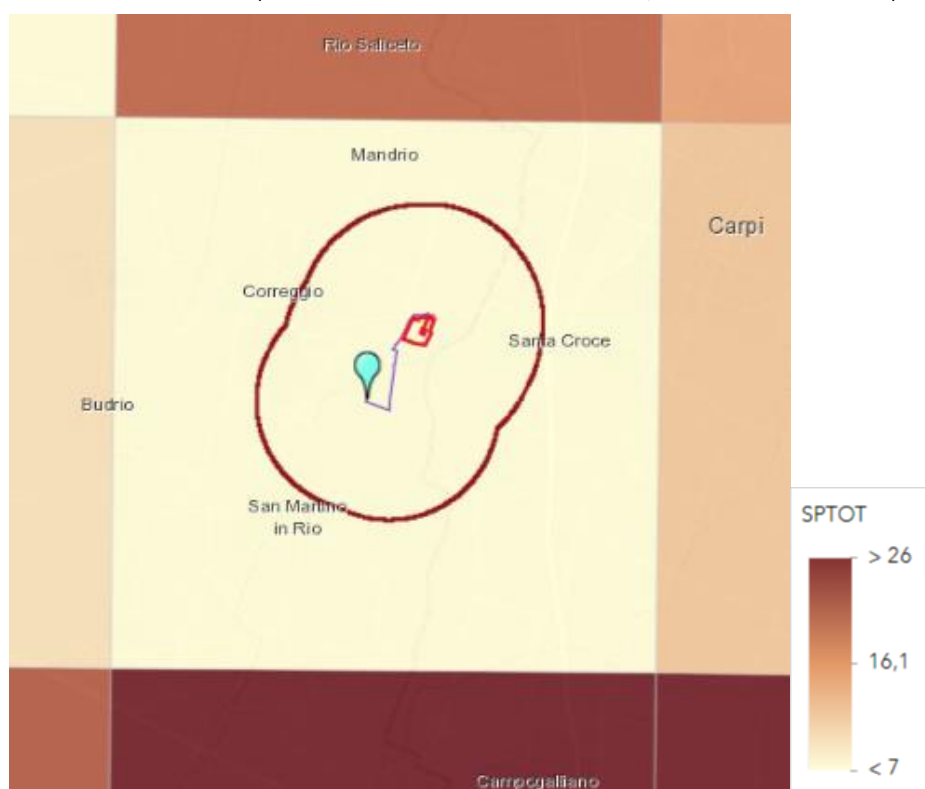 Rio Saliceto
Mandrio
Carpi
Correggio
Santa Croce
Budrio
San Martino
in Rio
Campogalliano
SPTOT
> 26
16,1
< 7